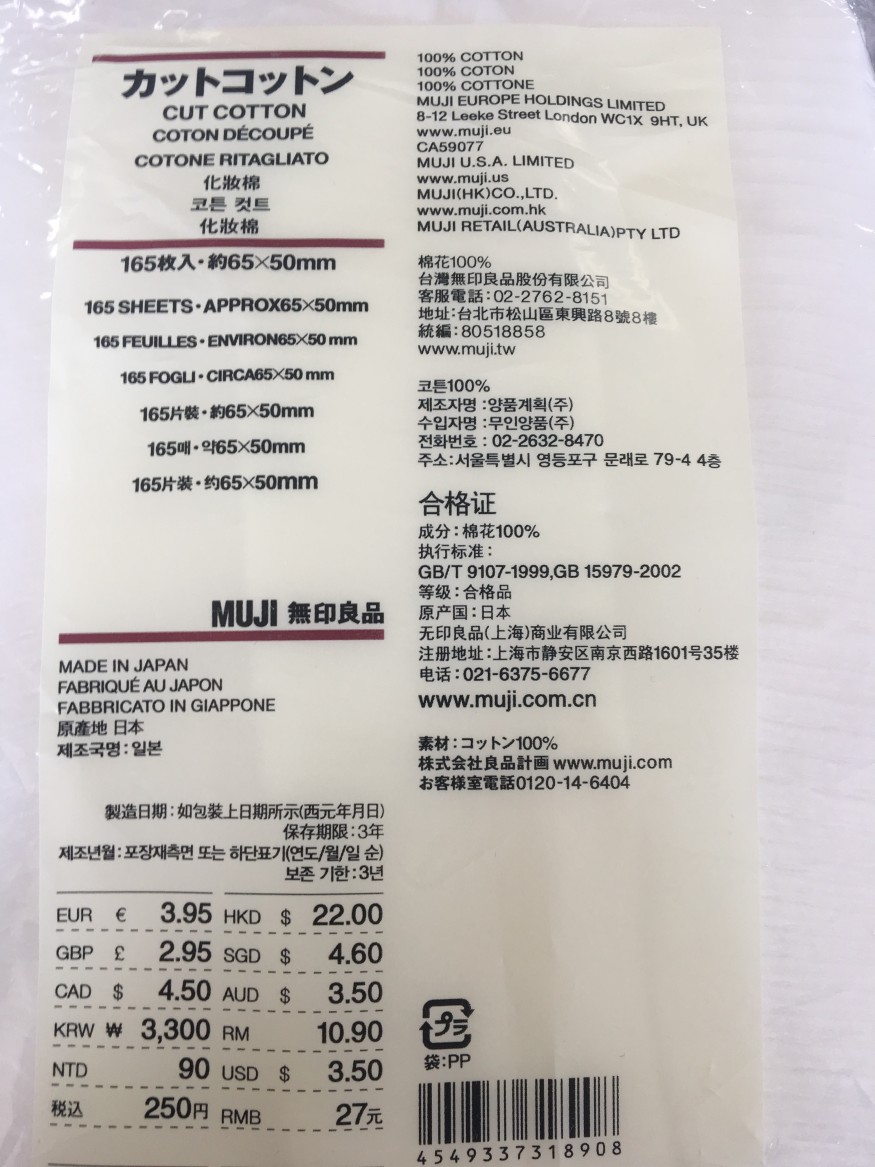 カットコットン
CUT COTTON
COTON DÉCOUPÉ
COTONE RITAGLIATO
化妝棉
코튼 컷트
化妝棉
165枚入・約65×50mm
165 SHEETS・APPROX65×50mm
165 FEUILLES・ENVIRON65×50 mm
165 FOGLI・CIRCA65×50 mm
165片裝・約65×50mm
165매・약65×50mm
165片装・约65×50mm
MUJI 無印良品
MADE IN JAPAN
FABRIQUÉ AU JAPON
FABBRICATO IN GIAPPONE
原產地 日本
제조국명:일본
製造日期:如包裝上日期所示(西元年月日)
保存期限:3年
제조년월:포장재측면 또는 하단표기(연도/월/일 순)
보존 기한:3년
EUR € 3.95 HKD $ 22.00
GBP £ 2.95 SGD $ 4.60
CAD $ 4.50 AUD $ 3.50
KRW ₩ 3,300 RM 10.90
NTD 90 USD $ 3.50
税込 250円 RMB 27元
100% COTTON
100% COTON
100% COTTONE
MUJI EUROPE HOLDINGS LIMITED
8-12 Leeke Street London WC1X 9HT, UK
www.muji.eu
CA59077
MUJI U.S.A. LIMITED
www.muji.us
MUJI(HK)CO.,LTD.
www.muji.com.hk
MUJI RETAIL(AUSTRALIA)PTY LTD
棉花100%
台灣無印良品股份有限公司
客服電話:02-2762-8151
地址:台北市松山區東興路8號8樓
統編:80518858
www.muji.tw
코튼100%
제조자명:양품계획(주)
수입자명:무인양품(주)
전화번호:02-2632-8470
주소:서울특별시 영등포구 문래로 79-4 4층
合格证
成分:棉花100%
执行标准:
GB/T 9107-1999,GB 15979-2002
等级:合格品
原产国:日本
无印良品(上海)商业有限公司
注册地址:上海市静安区南京西路1601号35楼
电话:021-6375-6677
www.muji.com.cn
素材:コットン100%
株式会社良品計画 www.muji.com
お客様室電話0120-14-6404
プラ
袋:PP
4549337318908